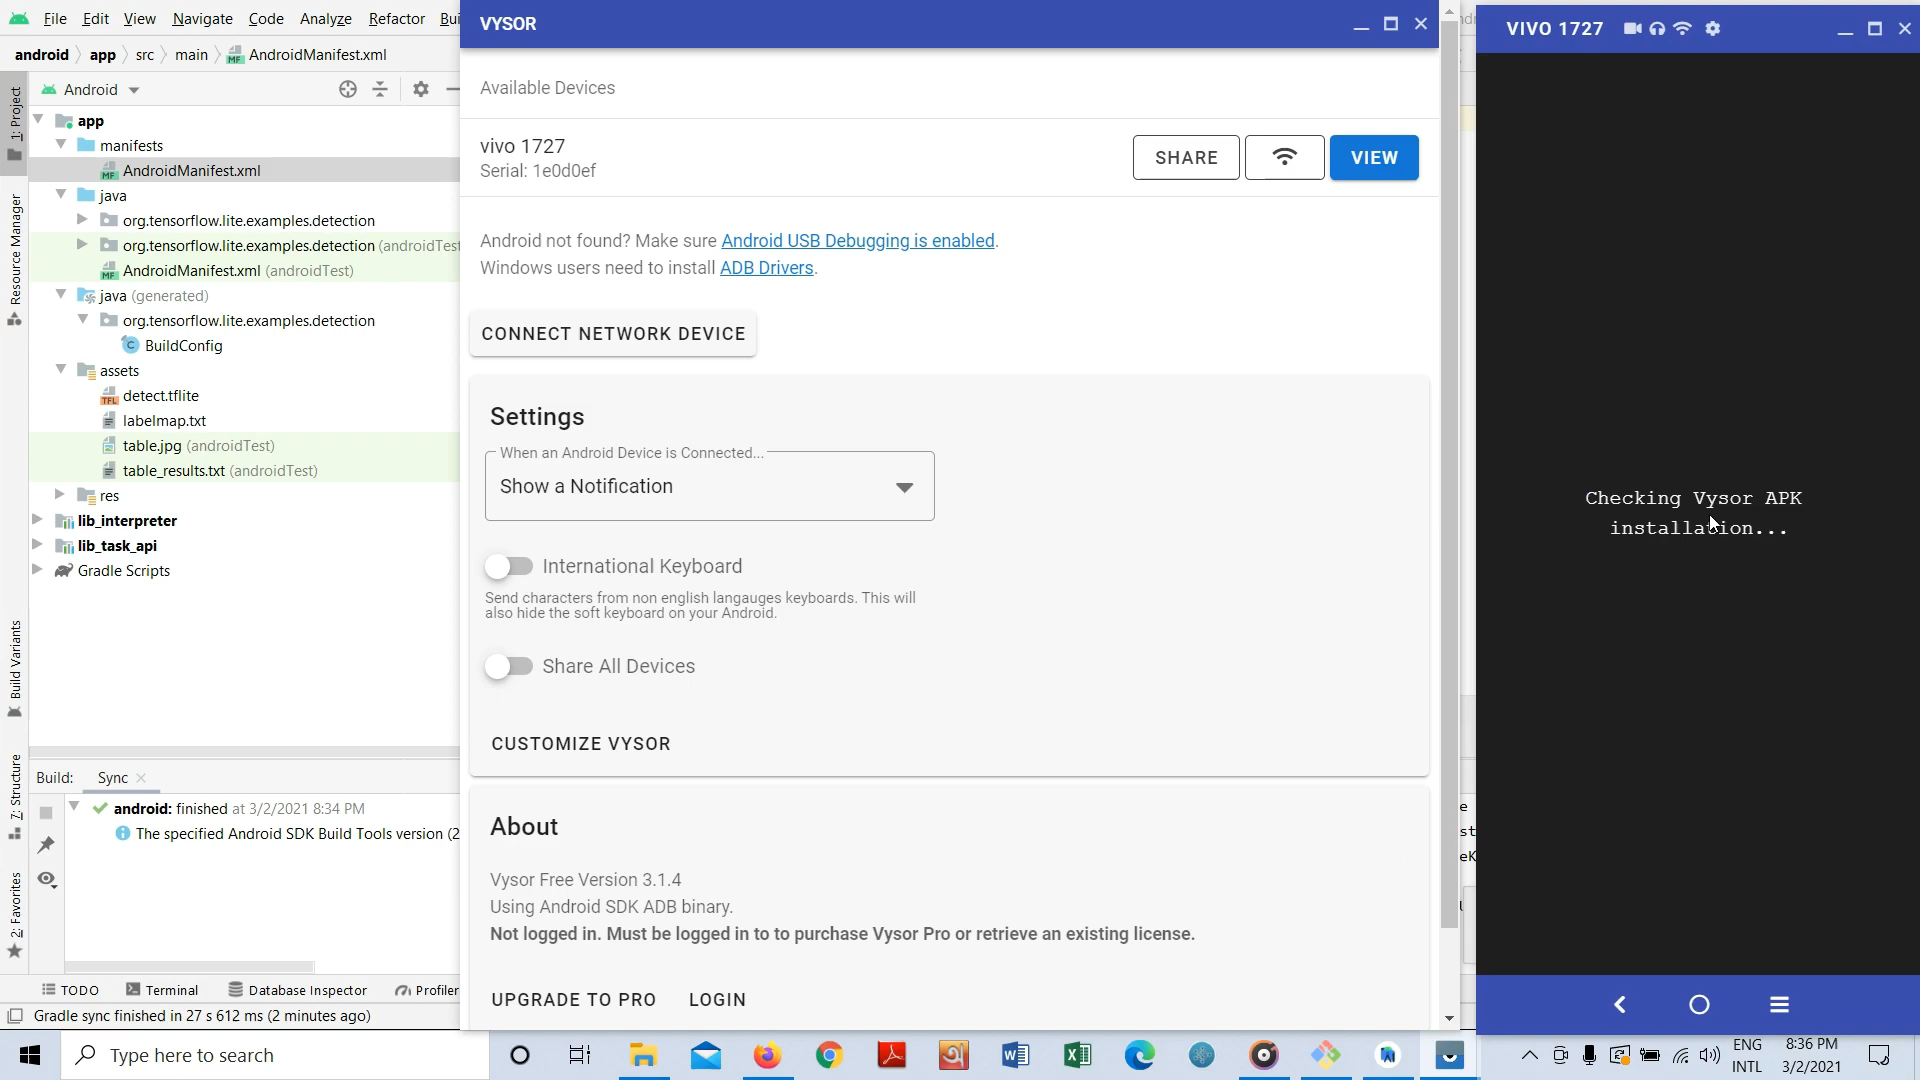 File Edit View Navigate Code Analyze Refactor Bui
android app src main AndroidManifest.xml
Android
1: Project
Resource Manager
Build Variants
7: Structure
2: Favorites
app
manifests
AndroidManifest.xml
java
org.tensorflow.lite.examples.detection
org.tensorflow.lite.examples.detection (androidTest
AndroidManifest.xml (androidTest)
java (generated)
org.tensorflow.lite.examples.detection
BuildConfig
assets
detect.tflite
labelmap.txt
table.jpg (androidTest)
table_results.txt (androidTest)
res
lib_interpreter
lib_task_api
Gradle Scripts
Build: Sync
android: finished at 3/2/2021 8:34 PM
The specified Android SDK Build Tools version (2
TODO Terminal Database Inspector Profiler
Gradle sync finished in 27 s 612 ms (2 minutes ago)
VYSOR
Available Devices
vivo 1727
Serial: 1e0d0ef
SHARE VIEW
Android not found? Make sure Android USB Debugging is enabled.
Windows users need to install ADB Drivers.
CONNECT NETWORK DEVICE
Settings
When an Android Device is Connected...
Show a Notification
International Keyboard
Send characters from non english langauges keyboards. This will
also hide the soft keyboard on your Android.
Share All Devices
CUSTOMIZE VYSOR
About
Vysor Free Version 3.1.4
Using Android SDK ADB binary.
Not logged in. Must be logged in to to purchase Vysor Pro or retrieve an existing license.
UPGRADE TO PRO LOGIN
VIVO 1727
Checking Vysor APK
installation...
Type here to search
ENG
INTL
8:36 PM
3/2/2021